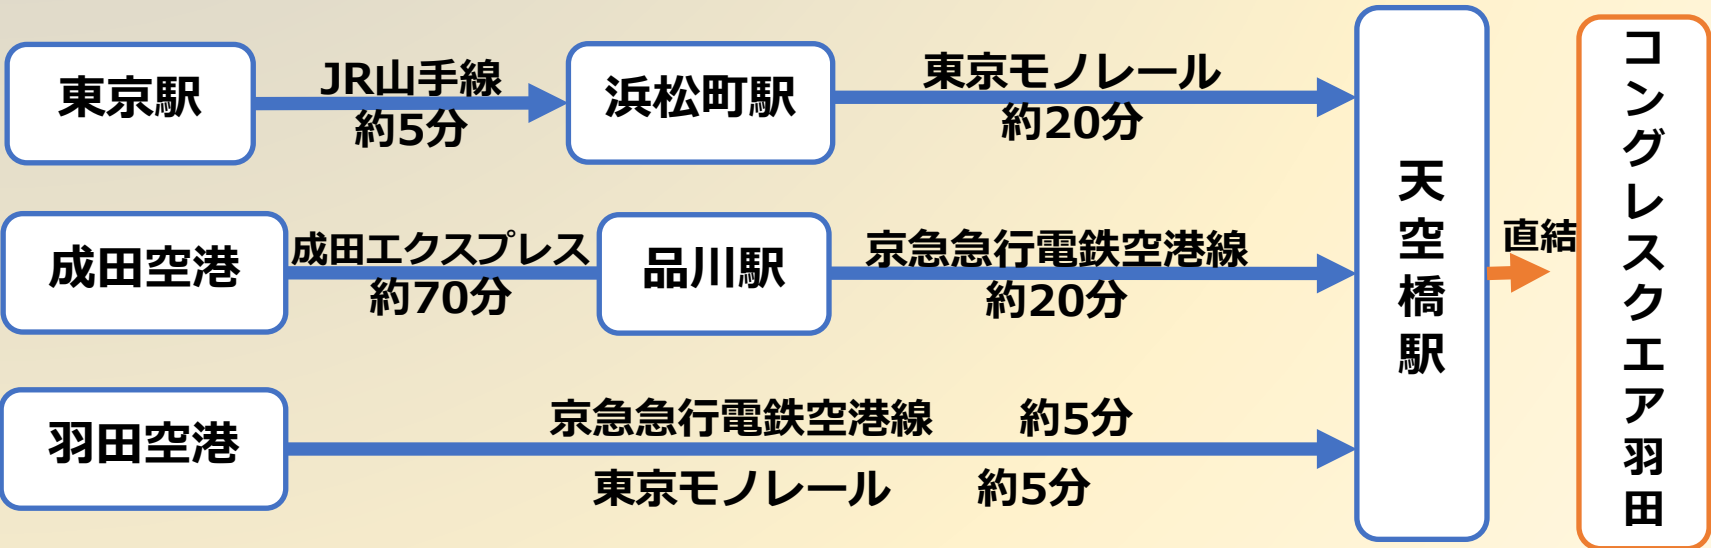 東京駅
JR山手線
約5分
浜松町駅
東京モノレール
約20分
成田空港
成田エクスプレス
約70分
品川駅
京急急行電鉄空港線
約20分
羽田空港
京急急行電鉄空港線 約5分
東京モノレール 約5分
天空橋駅
直結
コングレスクエア羽田